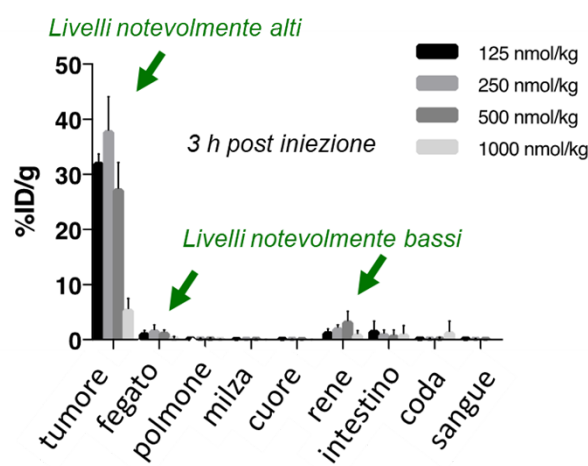 Livelli notevolmente alti
125 nmol/kg
250 nmol/kg
500 nmol/kg
1000 nmol/kg
50
40
30
20
10
0
%ID/g
3 h post iniezione
Livelli notevolmente bassi
tumore
fegato
polmone
milza
cuore
rene
intestino
coda
sangue